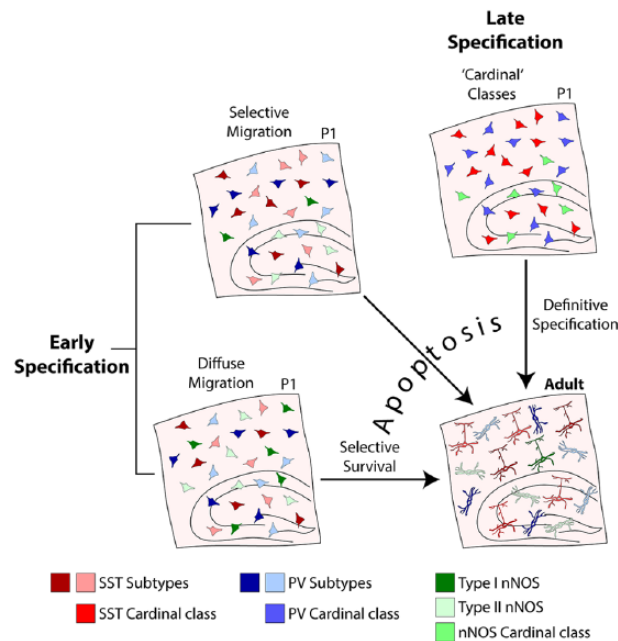 Late
Specification
'Cardinal'
Classes
P1
Selective
Migration
P1
Early
Specification
Apoptosis
Definitive
Specification
Diffuse
Migration
P1
Selective
Survival
Adult
SST Subtypes
PV Subtypes
Type I nNOS
Type II nNOS
SST Cardinal class
PV Cardinal class
nNOS Cardinal class